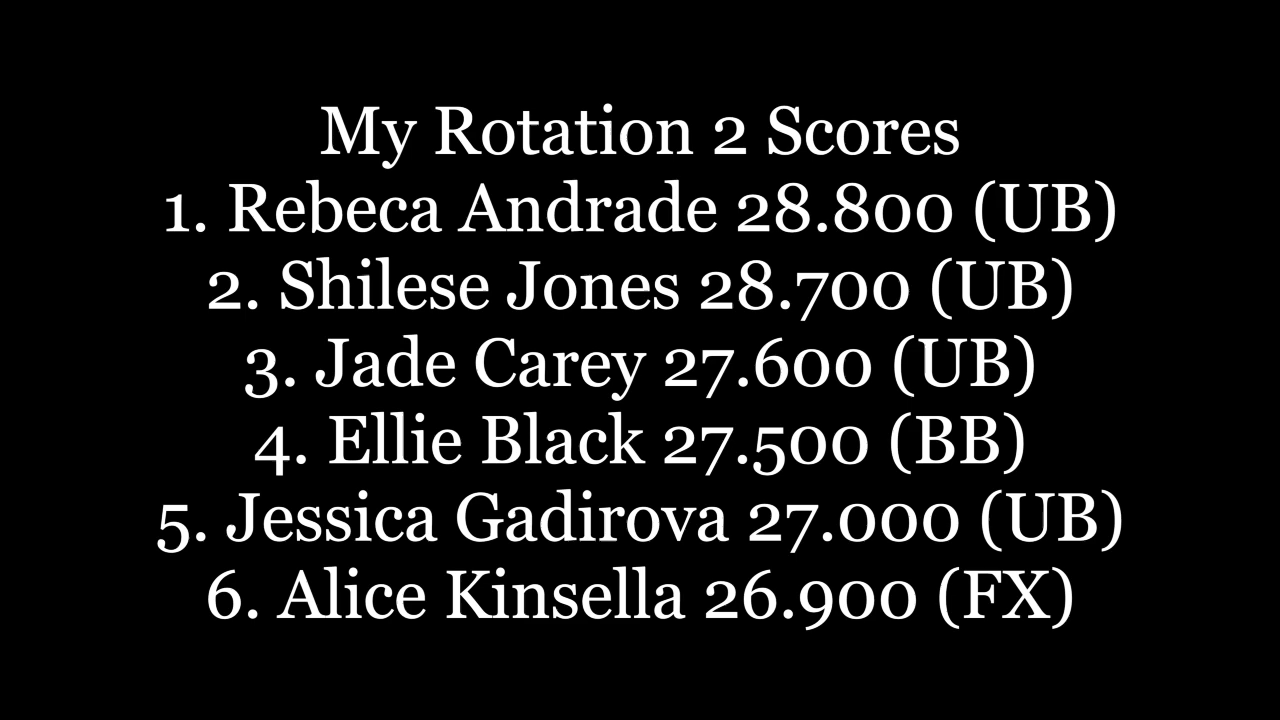 My Rotation 2 Scores
1. Rebeca Andrade 28.800 (UB)
2. Shilese Jones 28.700 (UB)
3. Jade Carey 27.600 (UB)
4. Ellie Black 27.500 (BB)
5. Jessica Gadirova 27.000 (UB)
6. Alice Kinsella 26.900 (FX)